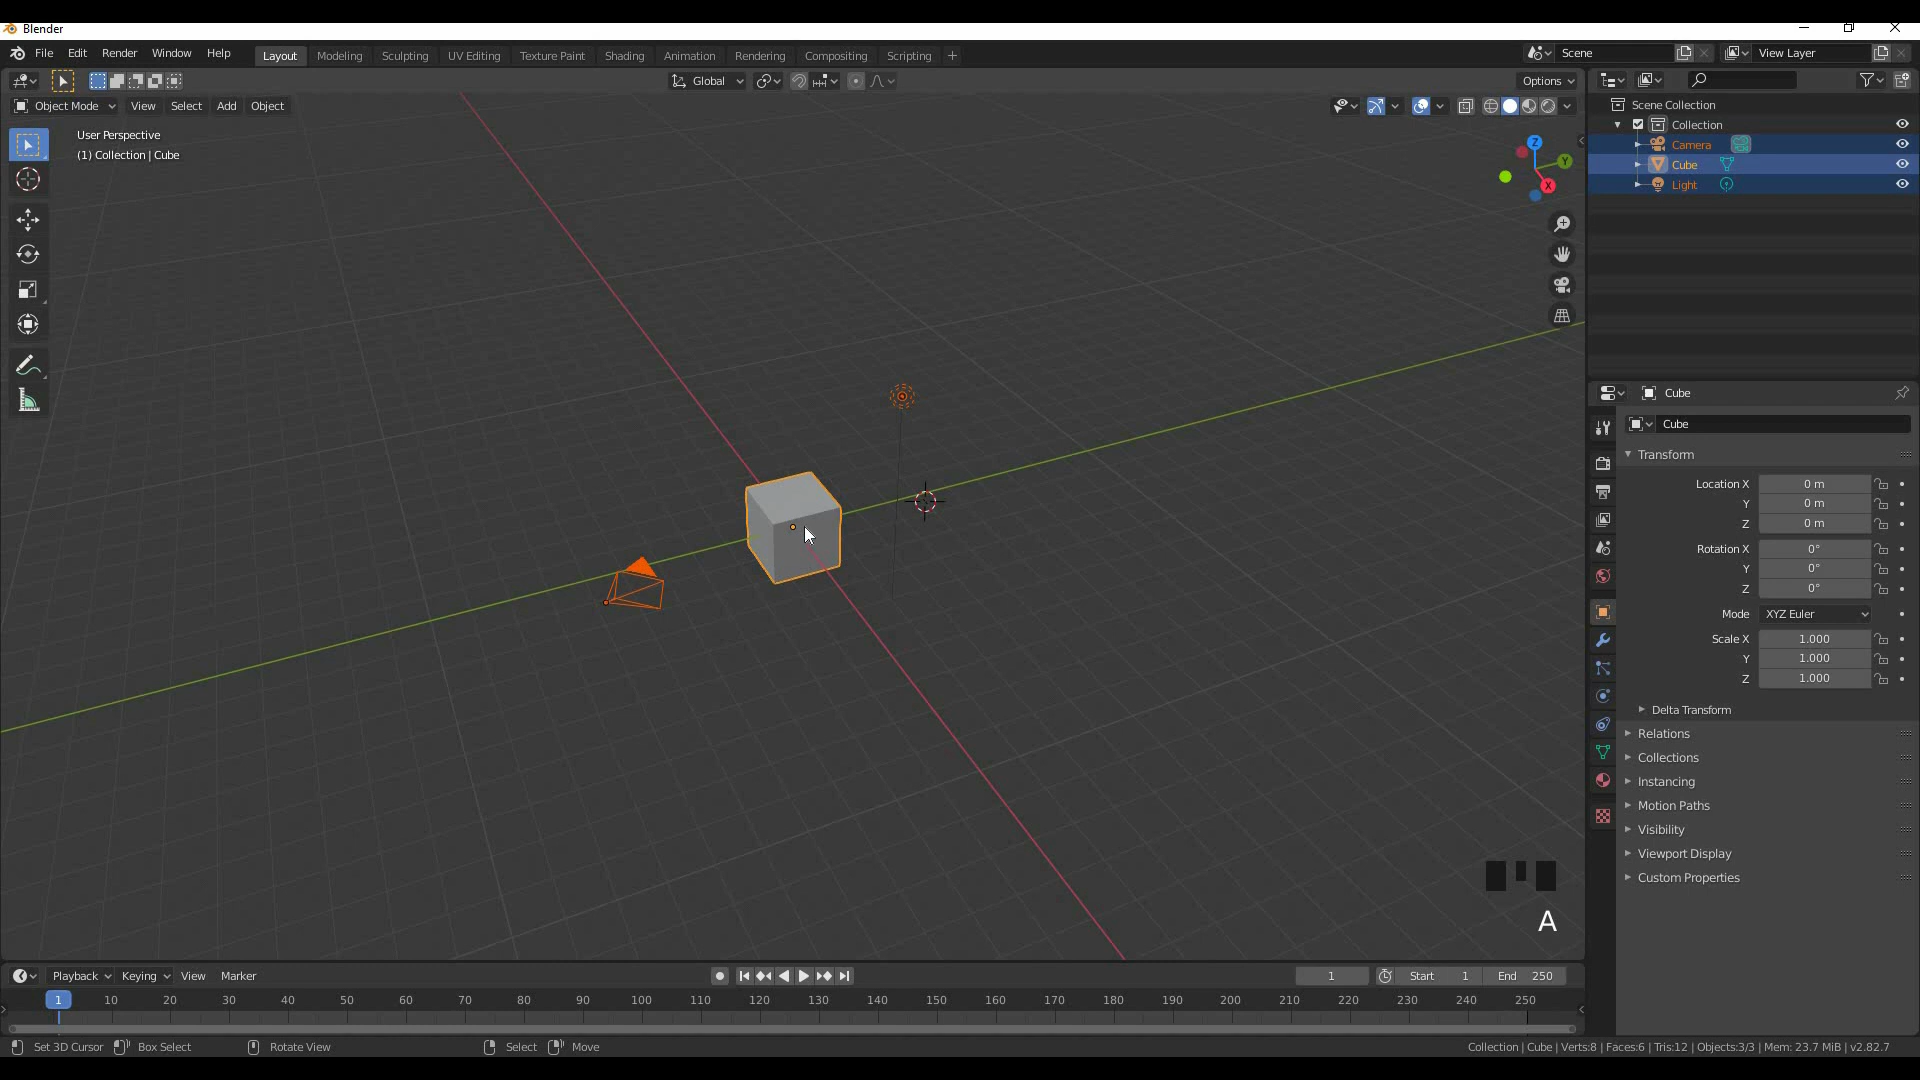 Blender
File Edit Render Window Help Layout Modeling Sculpting UV Editing Texture Paint Shading Animation Rendering Compositing Scripting + Scene View Layer
Global Options
Object Mode View Select Add Object
User Perspective
(1) Collection | Cube
Z
Y
X
Scene Collection
Collection
Camera
Cube
Light
Cube
Cube
Transform
Location X 0 m
Y 0 m
Z 0 m
Rotation X 0°
Y 0°
Z 0°
Mode XYZ Euler
Scale X 1.000
Y 1.000
Z 1.000
Delta Transform
Relations
Collections
Instancing
Motion Paths
Visibility
Viewport Display
Custom Properties
A
Playback Keying View Marker 1 Start 1 End 250
1 10 20 30 40 50 60 70 80 90 100 110 120 130 140 150 160 170 180 190 200 210 220 230 240 250
Set 3D Cursor Box Select Rotate View Select Move Collection | Cube | Verts:8 | Faces:6 | Tris:12 | Objects:3/3 | Mem: 23.7 MiB | v2.82.7